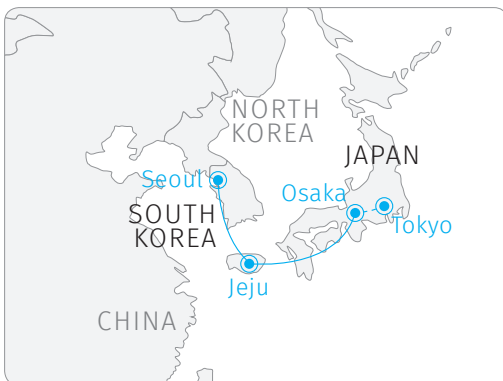 NORTH
KOREA
JAPAN
Seoul
Osaka
SOUTH
KOREA
Tokyo
Jeju
CHINA